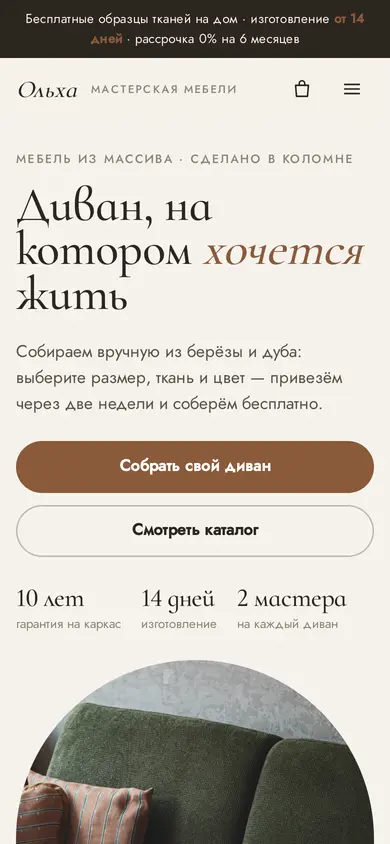 Бесплатные образцы тканей на дом · изготовление от 14
дней · рассрочка 0% на 6 месяцев
Ольха МАСТЕРСКАЯ МЕБЕЛИ
МЕБЕЛЬ ИЗ МАССИВА · СДЕЛАНО В КОЛОМНЕ
Диван, на
котором хочется
жить
Собираем вручную из берёзы и дуба:
выберите размер, ткань и цвет — привезём
через две недели и соберём бесплатно.
Собрать свой диван
Смотреть каталог
10 лет 14 дней 2 мастера
гарантия на каркас изготовление на каждый диван